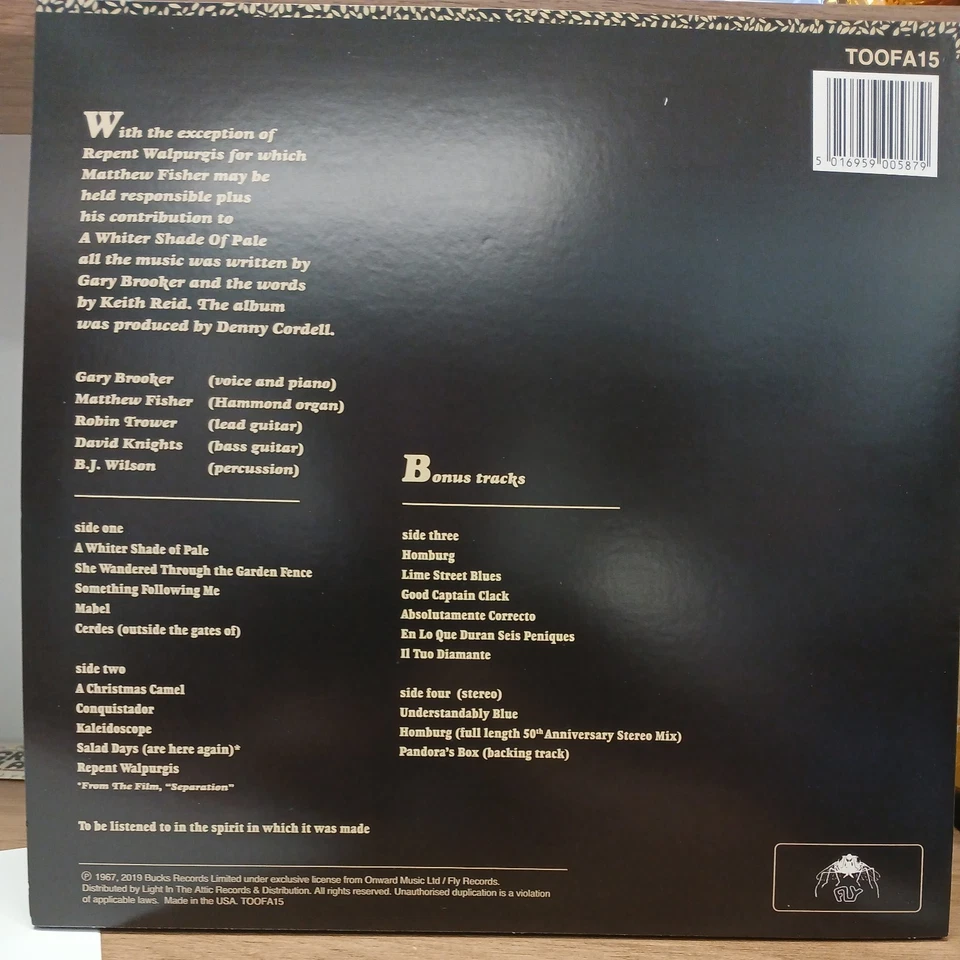 TOOFA15
5 016959 005879
With the exception of
Repent Walpurgis for which
Matthew Fisher may be
held responsible plus
his contribution to
A Whiter Shade Of Pale
all the music was written by
Gary Brooker and the words
by Keith Reid. The album
was produced by Denny Cordell.
Gary Brooker (voice and piano)
Matthew Fisher (Hammond organ)
Robin Trower (lead guitar)
David Knights (bass guitar)
B.J. Wilson (percussion)
side one
A Whiter Shade of Pale
She Wandered Through the Garden Fence
Something Following Me
Mabel
Cerdes (outside the gates of)
side two
A Christmas Camel
Conquistador
Kaleidoscope
Salad Days (are here again)*
Repent Walpurgis
*From The Film, "Separation"
To be listened to in the spirit in which it was made
Bonus tracks
side three
Homburg
Lime Street Blues
Good Captain Clack
Absolutamente Correcto
En Lo Que Duran Seis Peniques
Il Tuo Diamante
side four (stereo)
Understandably Blue
Homburg (full length 50th Anniversary Stereo Mix)
Pandora's Box (backing track)
℗ 1967, 2019 Bucks Records Limited under exclusive license from Onward Music Ltd / Fly Records.
Distributed by Light In The Attic Records & Distribution. All rights reserved. Unauthorised duplication is a violation
of applicable laws. Made in the USA. TOOFA15
FLY